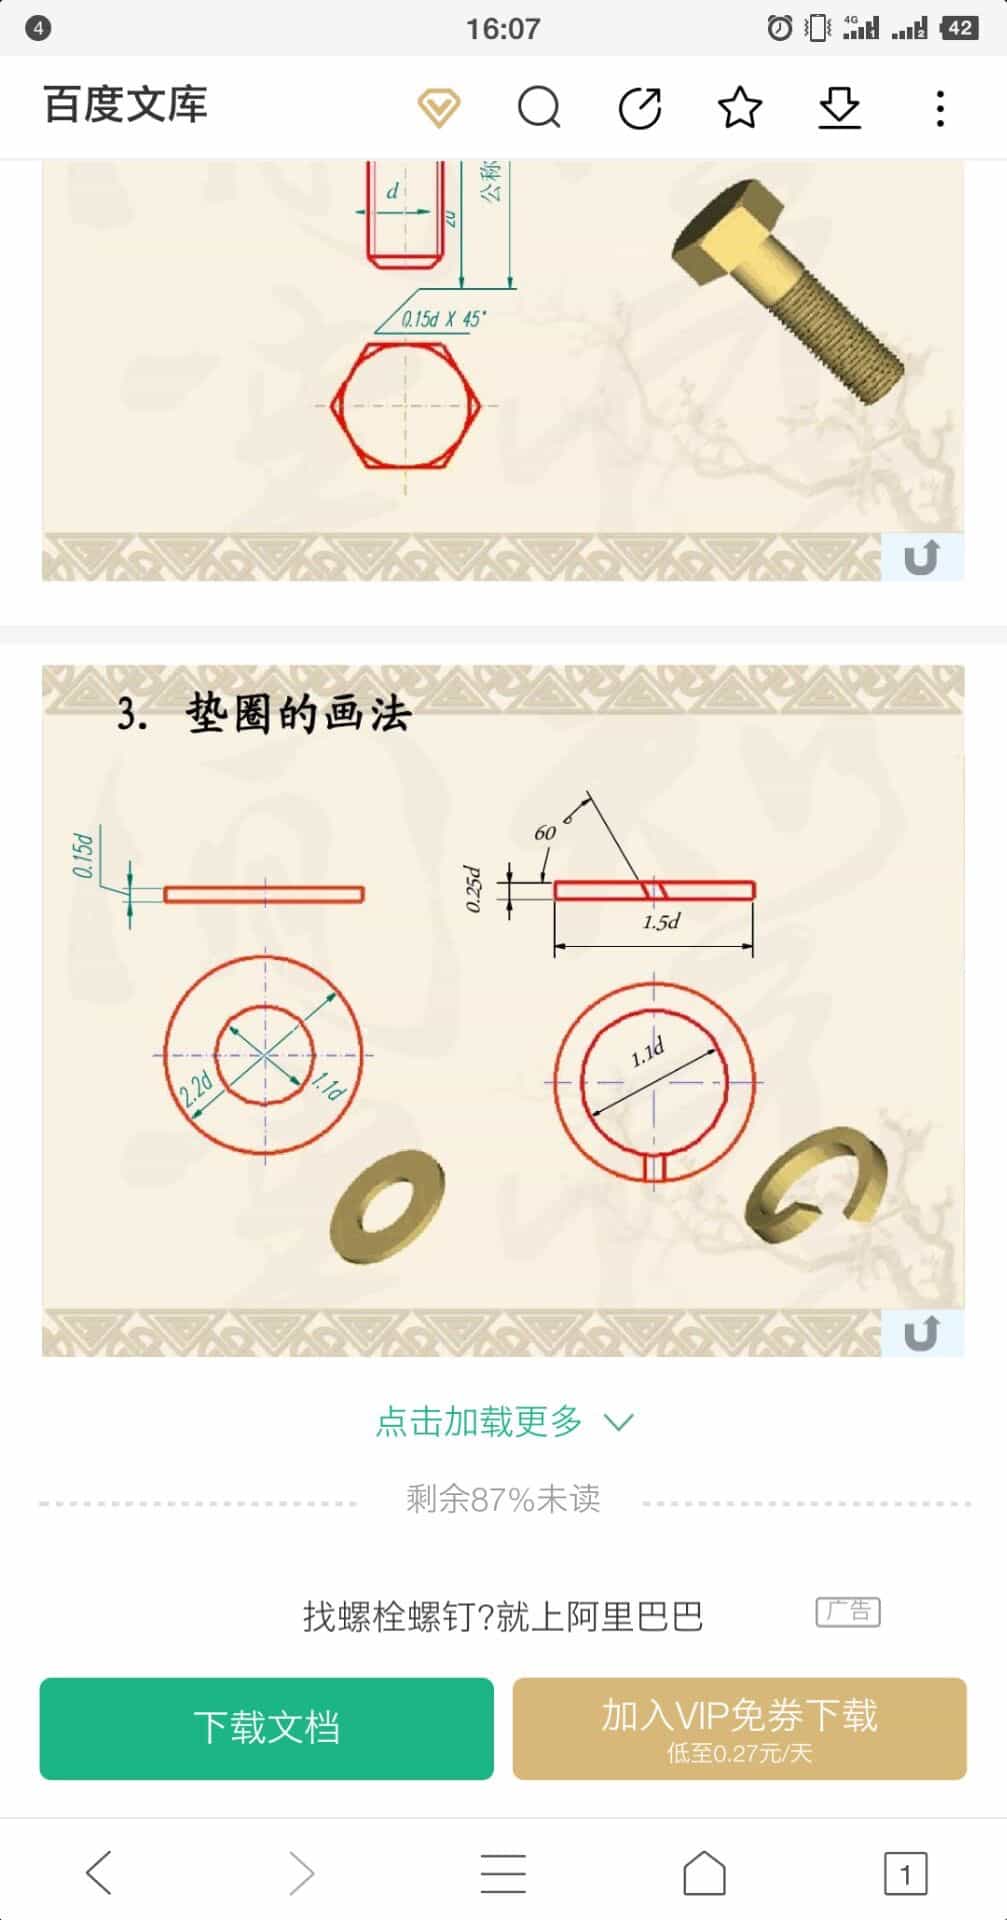 4
16:07
4G
1
2
42
百度文库
d
2d
公称
0.15d X 45°
3. 垫圈的画法
0.15d
2.2d
1.1d
60°
0.25d
1.5d
1.1d
点击加载更多
剩余87%未读
找螺栓螺钉?就上阿里巴巴
广告
下载文档
加入VIP免券下载
低至0.27元/天
1